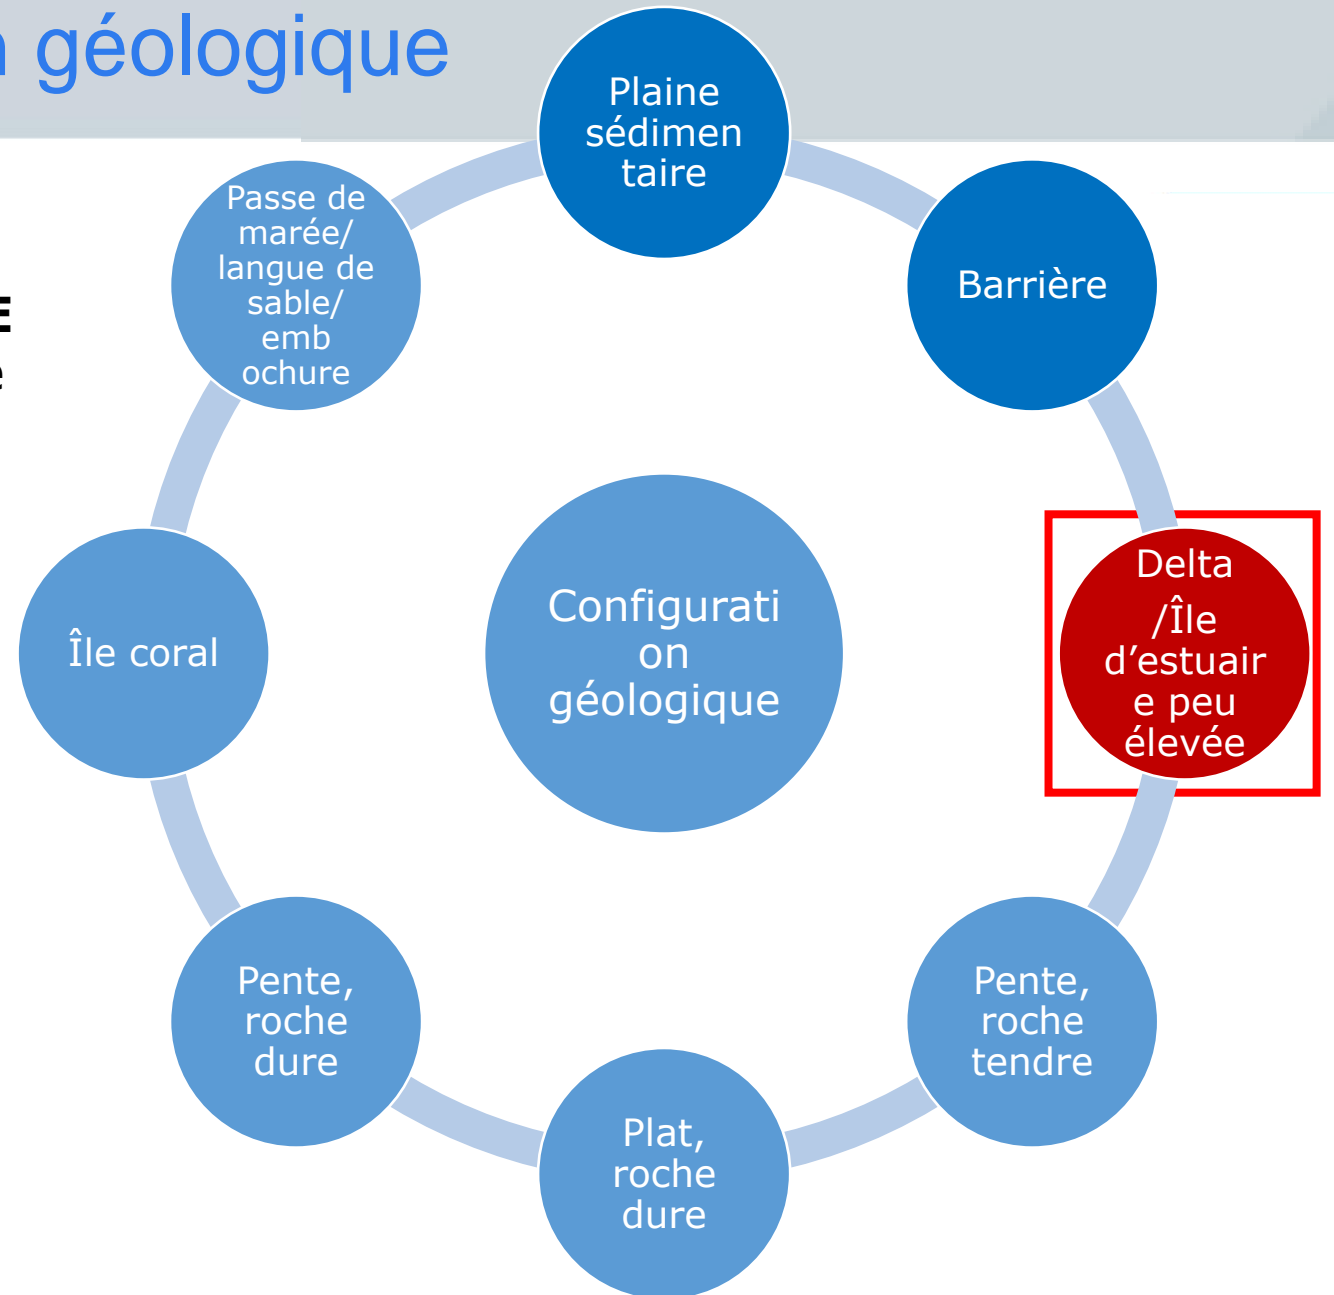 n géologique
E
e
Plaine
sédimen
taire
Barrière
Delta
/Île
d’estuair
e peu
élevée
Pente,
roche
tendre
Plat,
roche
dure
Pente,
roche
dure
Île coral
Passe de
marée/
langue de
sable/
emb
ochure
Configurati
on
géologique